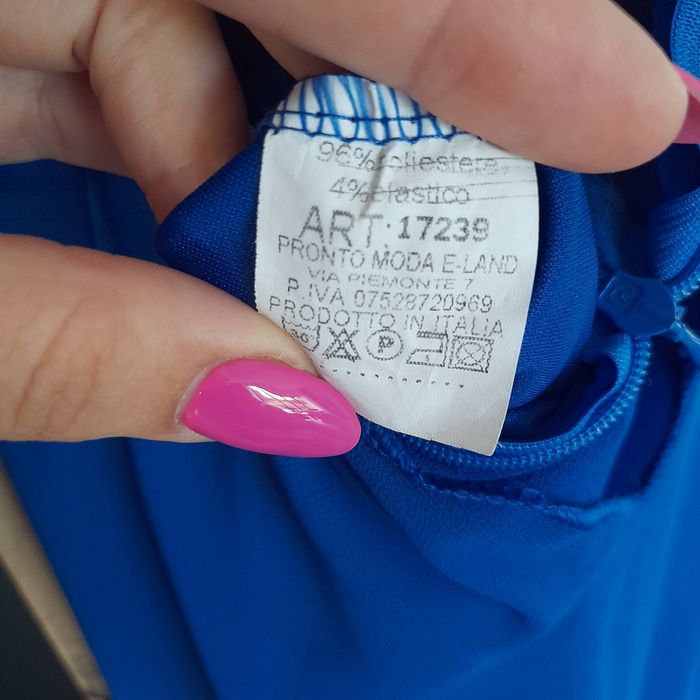 96%poliestere
4%elastico
ART. 17239
PRONTO MODA E-LAND
VIA PIEMONTE 7
P.IVA 07528720969
PRODOTTO IN ITALIA
P